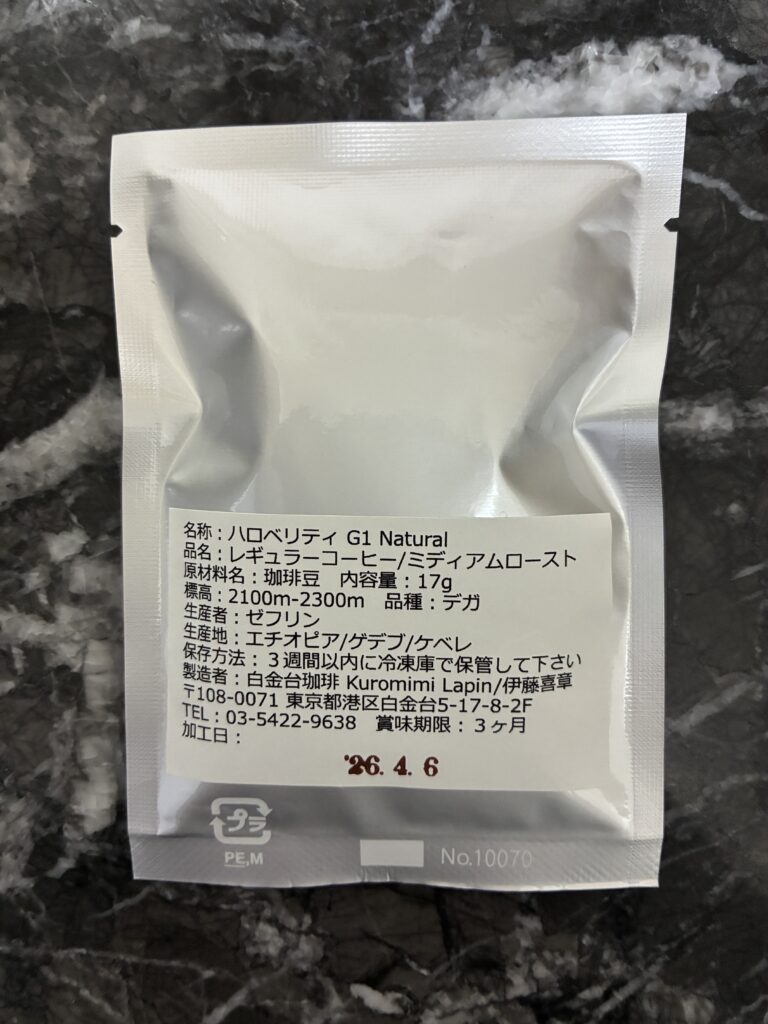 名称：ハロベリティ G1 Natural
品名：レギュラーコーヒー/ミディアムロースト
原材料名：珈琲豆　内容量：17g
標高：2100m-2300m　品種：デガ
生産者：ゼフリン
生産地：エチオピア/ゲデブ/ケベレ
保存方法：３週間以内に冷凍庫で保管して下さい
製造者：白金台珈琲 Kuromimi Lapin/伊藤喜章
〒108-0071 東京都港区白金台5-17-8-2F
TEL：03-5422-9638　賞味期限：３ヶ月
加工日：
'26. 4. 6
プラ
PE,M
No.10070